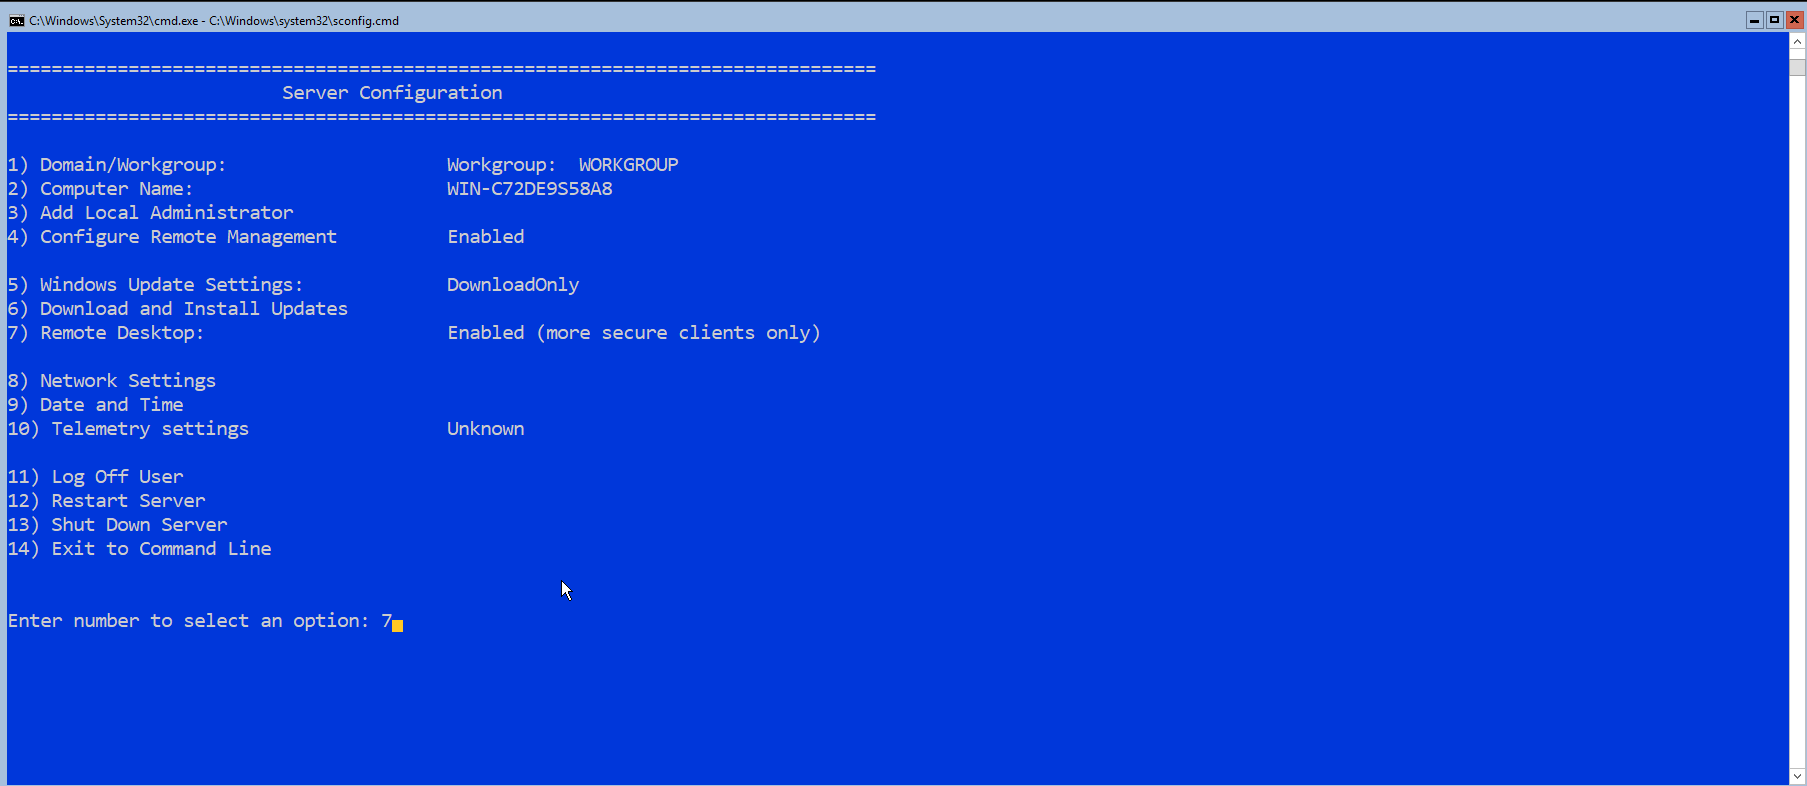 C:\Windows\System32\cmd.exe - C:\Windows\system32\sconfig.cmd
===============================================================================
Server Configuration
===============================================================================
1) Domain/Workgroup: Workgroup: WORKGROUP
2) Computer Name: WIN-C72DE9S58A8
3) Add Local Administrator
4) Configure Remote Management Enabled
5) Windows Update Settings: DownloadOnly
6) Download and Install Updates
7) Remote Desktop: Enabled (more secure clients only)
8) Network Settings
9) Date and Time
10) Telemetry settings Unknown
11) Log Off User
12) Restart Server
13) Shut Down Server
14) Exit to Command Line
Enter number to select an option: 7